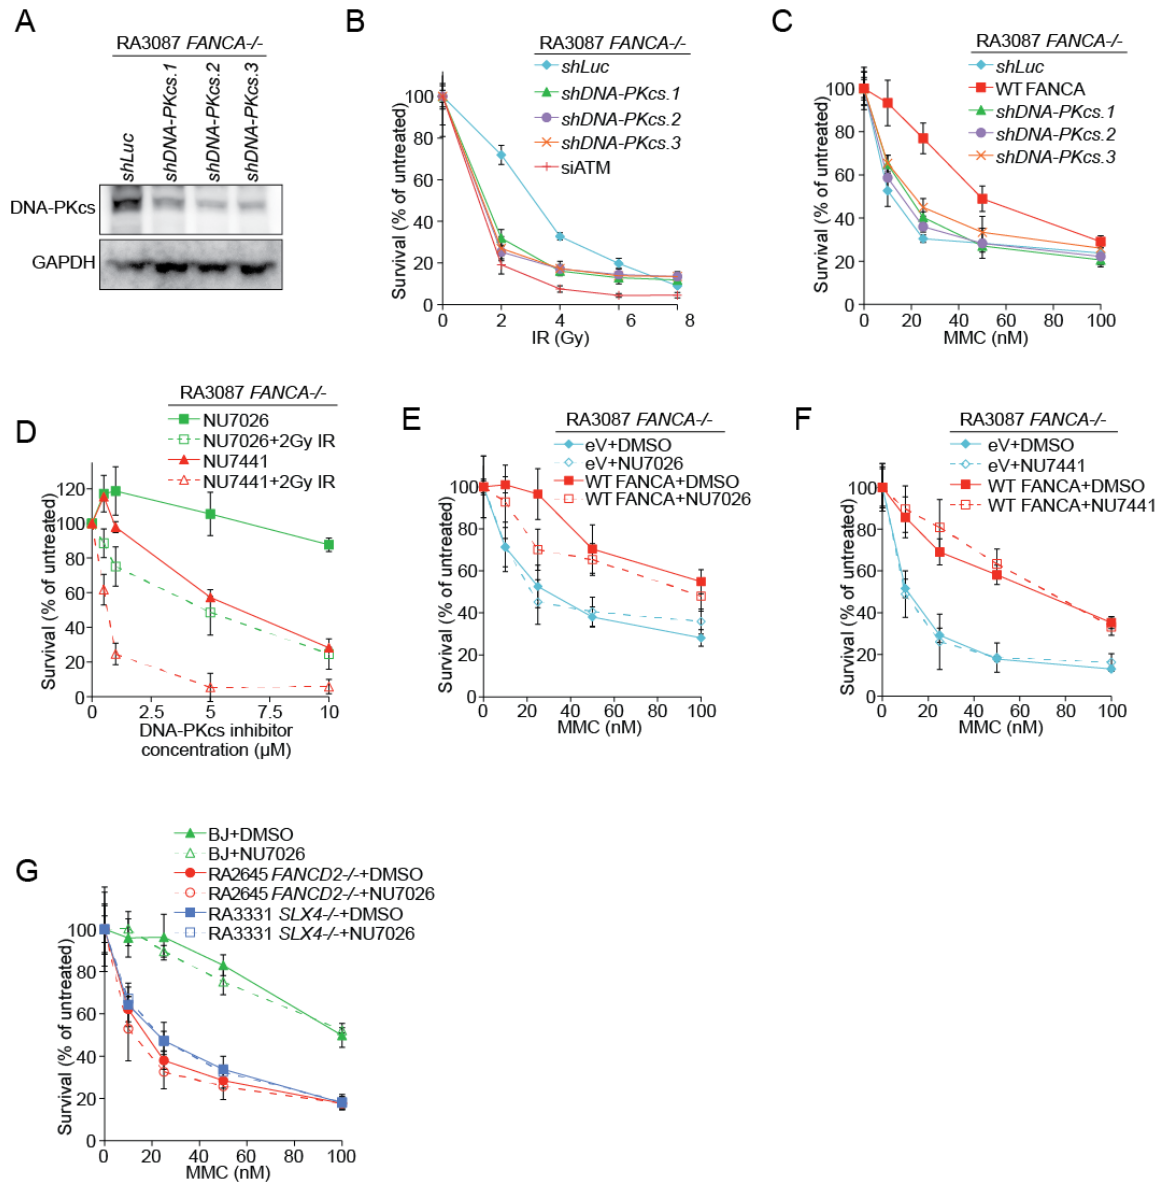 A
RA3087 FANCA-/-
shLuc
shDNA-PKcs.1
shDNA-PKcs.2
shDNA-PKcs.3
DNA-PKcs
GAPDH
B
RA3087 FANCA-/-
shLuc
shDNA-PKcs.1
shDNA-PKcs.2
shDNA-PKcs.3
siATM
Survival (% of untreated)
100
80
60
40
20
0
0 2 4 6 8
IR (Gy)
C
RA3087 FANCA-/-
shLuc
WT FANCA
shDNA-PKcs.1
shDNA-PKcs.2
shDNA-PKcs.3
Survival (% of untreated)
100
80
60
40
20
0
0 20 40 60 80 100
MMC (nM)
D
RA3087 FANCA-/-
NU7026
NU7026+2Gy IR
NU7441
NU7441+2Gy IR
Survival (% of untreated)
120
100
80
60
40
20
0
0 2.5 5 7.5 10
DNA-PKcs inhibitor
concentration (µM)
E
RA3087 FANCA-/-
eV+DMSO
eV+NU7026
WT FANCA+DMSO
WT FANCA+NU7026
Survival (% of untreated)
100
80
60
40
20
0
0 20 40 60 80 100
MMC (nM)
F
RA3087 FANCA-/-
eV+DMSO
eV+NU7441
WT FANCA+DMSO
WT FANCA+NU7441
Survival (% of untreated)
100
80
60
40
20
0
0 20 40 60 80 100
MMC (nM)
G
BJ+DMSO
BJ+NU7026
RA2645 FANCD2-/-+DMSO
RA2645 FANCD2-/-+NU7026
RA3331 SLX4-/-+DMSO
RA3331 SLX4-/-+NU7026
Survival (% of untreated)
100
80
60
40
20
0
0 20 40 60 80 100
MMC (nM)